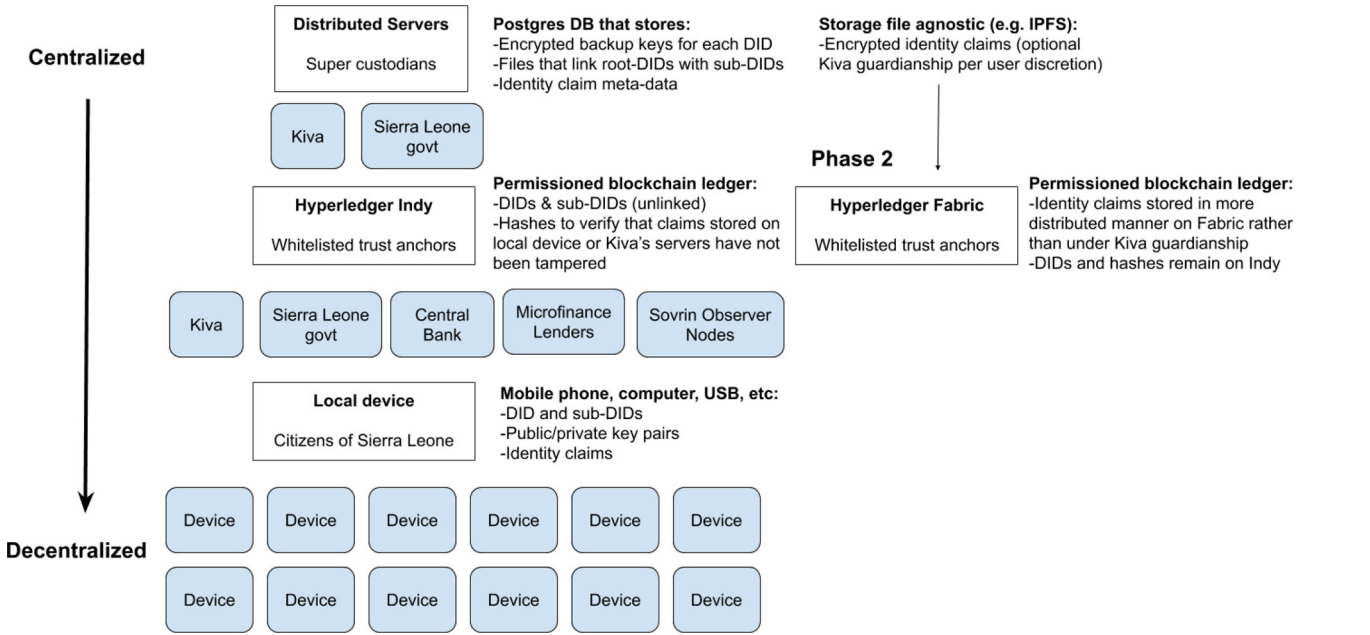 Centralized
Distributed Servers
Super custodians
Postgres DB that stores:
-Encrypted backup keys for each DID
-Files that link root-DIDs with sub-DIDs
-Identity claim meta-data
Storage file agnostic (e.g. IPFS):
-Encrypted identity claims (optional
Kiva guardianship per user discretion)
Kiva
Sierra Leone
govt
Phase 2
Hyperledger Indy
Whitelisted trust anchors
Permissioned blockchain ledger:
-DIDs & sub-DIDs (unlinked)
-Hashes to verify that claims stored on
local device or Kiva's servers have not
been tampered
Hyperledger Fabric
Whitelisted trust anchors
Permissioned blockchain ledger:
-Identity claims stored in more
distributed manner on Fabric rather
than under Kiva guardianship
-DIDs and hashes remain on Indy
Kiva
Sierra Leone
govt
Central
Bank
Microfinance
Lenders
Sovrin Observer
Nodes
Local device
Citizens of Sierra Leone
Mobile phone, computer, USB, etc:
-DID and sub-DIDs
-Public/private key pairs
-Identity claims
Device
Device
Device
Device
Device
Device
Decentralized
Device
Device
Device
Device
Device
Device